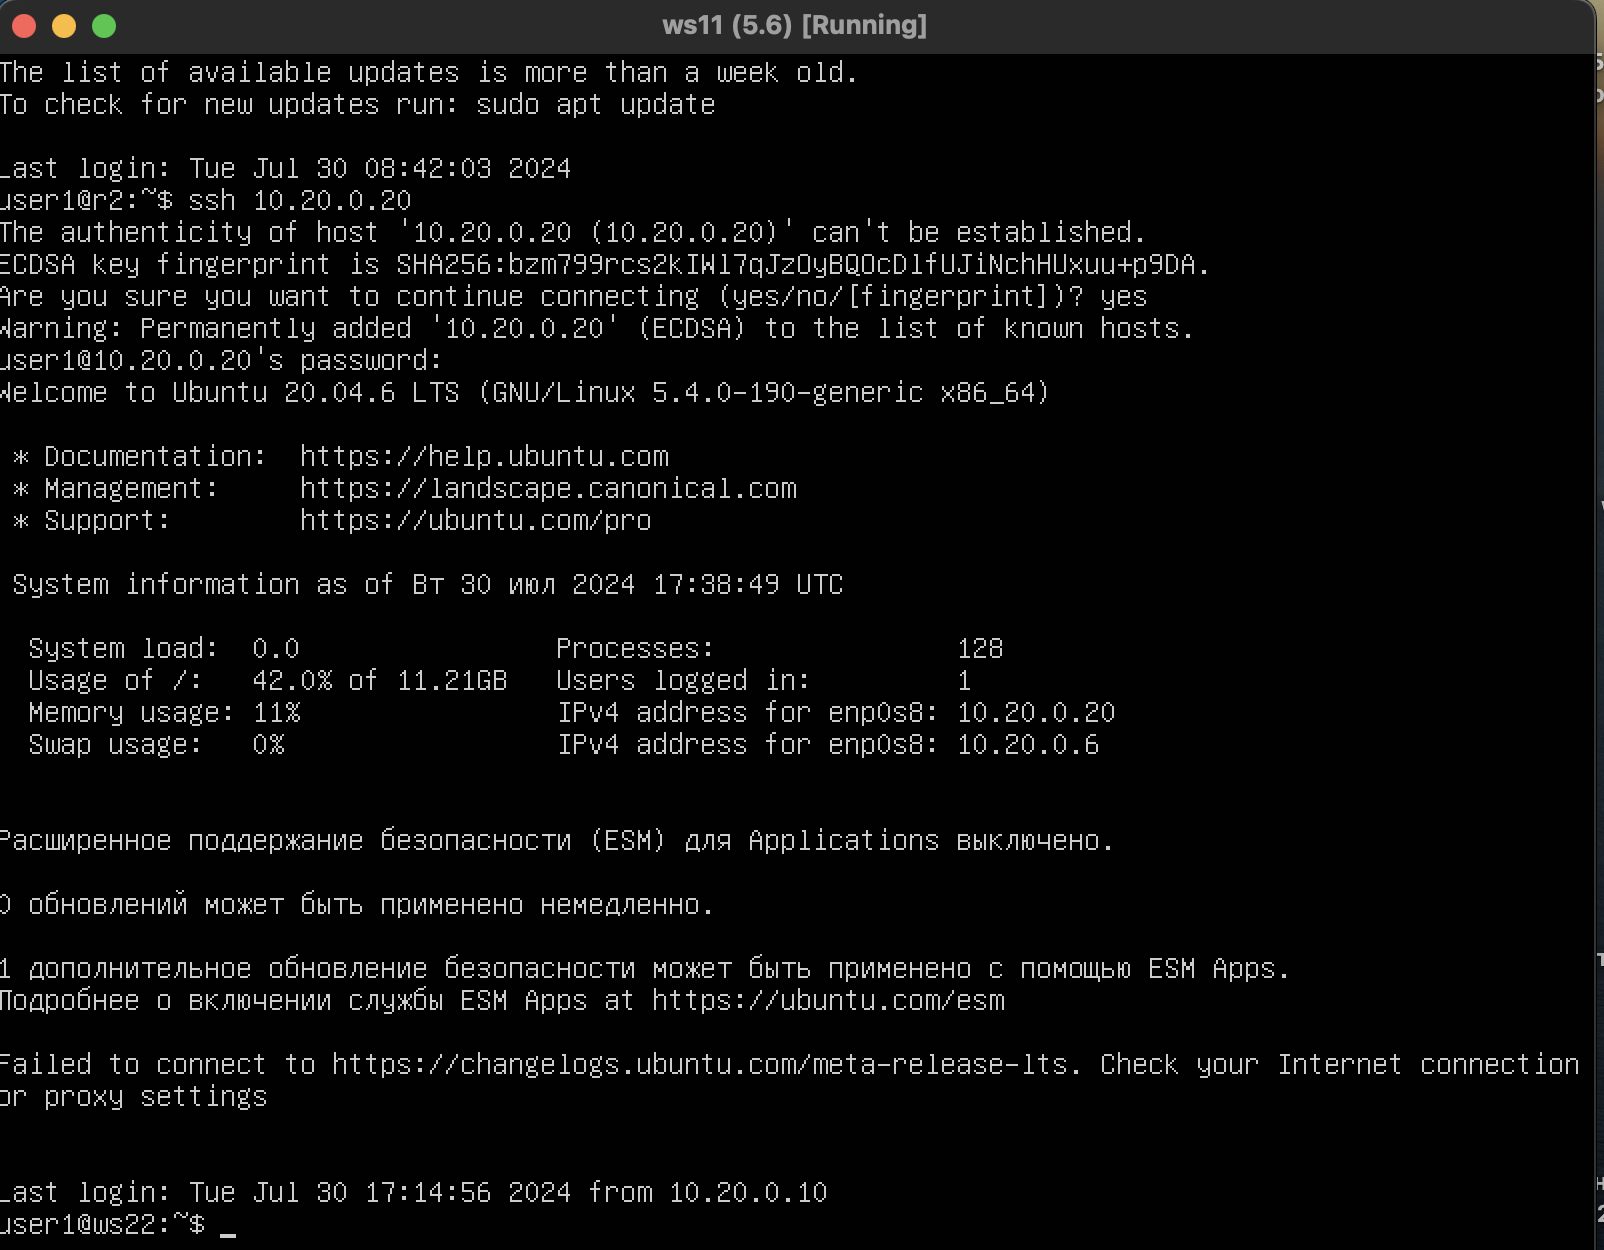 ws11 (5.6) [Running]
The list of available updates is more than a week old.
To check for new updates run: sudo apt update
Last login: Tue Jul 30 08:42:03 2024
user1@r2:~$ ssh 10.20.0.20
The authenticity of host '10.20.0.20 (10.20.0.20)' can't be established.
ECDSA key fingerprint is SHA256:bzm799rcs2kIWl7qJzOyBQOcDlfUJiNchHUxuu+p9DA.
Are you sure you want to continue connecting (yes/no/[fingerprint])? yes
Warning: Permanently added '10.20.0.20' (ECDSA) to the list of known hosts.
user1@10.20.0.20's password:
Welcome to Ubuntu 20.04.6 LTS (GNU/Linux 5.4.0-190-generic x86_64)
* Documentation: https://help.ubuntu.com
* Management: https://landscape.canonical.com
* Support: https://ubuntu.com/pro
System information as of Вт 30 июл 2024 17:38:49 UTC
System load: 0.0 Processes: 128
Usage of /: 42.0% of 11.21GB Users logged in: 1
Memory usage: 11% IPv4 address for enp0s8: 10.20.0.20
Swap usage: 0% IPv4 address for enp0s8: 10.20.0.6
Расширенное поддержание безопасности (ESM) для Applications выключено.
0 обновлений может быть применено немедленно.
1 дополнительное обновление безопасности может быть применено с помощью ESM Apps.
Подробнее о включении службы ESM Apps at https://ubuntu.com/esm
Failed to connect to https://changelogs.ubuntu.com/meta-release-lts. Check your Internet connection
or proxy settings
Last login: Tue Jul 30 17:14:56 2024 from 10.20.0.10
user1@ws22:~$ _